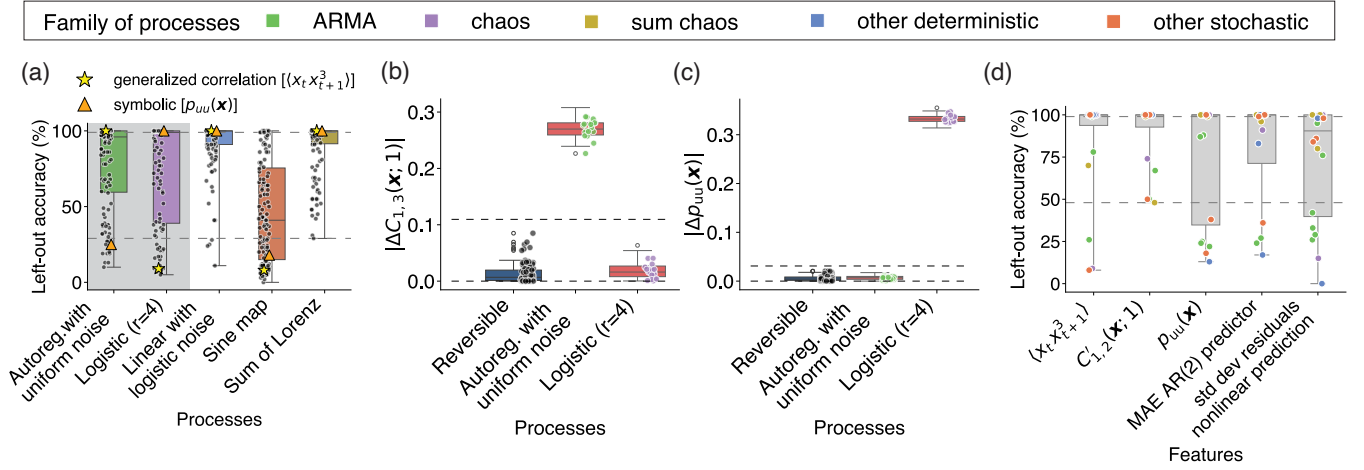 Family of processes
ARMA
chaos
sum chaos
other deterministic
other stochastic
(a)
generalized correlation [⟨x_t x^3_{t+1}⟩]
symbolic [p_uu(x)]
Left-out accuracy (%)
100
50
0
Autoreg. with
uniform noise
Logistic (r=4)
Linear with
logistic noise
Sine map
Sum of Lorenz
Processes
(b)
|ΔC_{1,3}(x; 1)|
0.3
0.2
0.1
0.0
Reversible
Autoreg. with
uniform noise
Logistic (r=4)
Processes
(c)
|Δp_uu(x)|
0.3
0.2
0.1
0.0
Reversible
Autoreg. with
uniform noise
Logistic (r=4)
Processes
(d)
Left-out accuracy (%)
100
75
50
25
0
⟨x_t x^3_{t+1}⟩
C′_{1,2}(x; 1)
p_uu(x)
MAE AR(2) predictor
std dev residuals
nonlinear prediction
Features